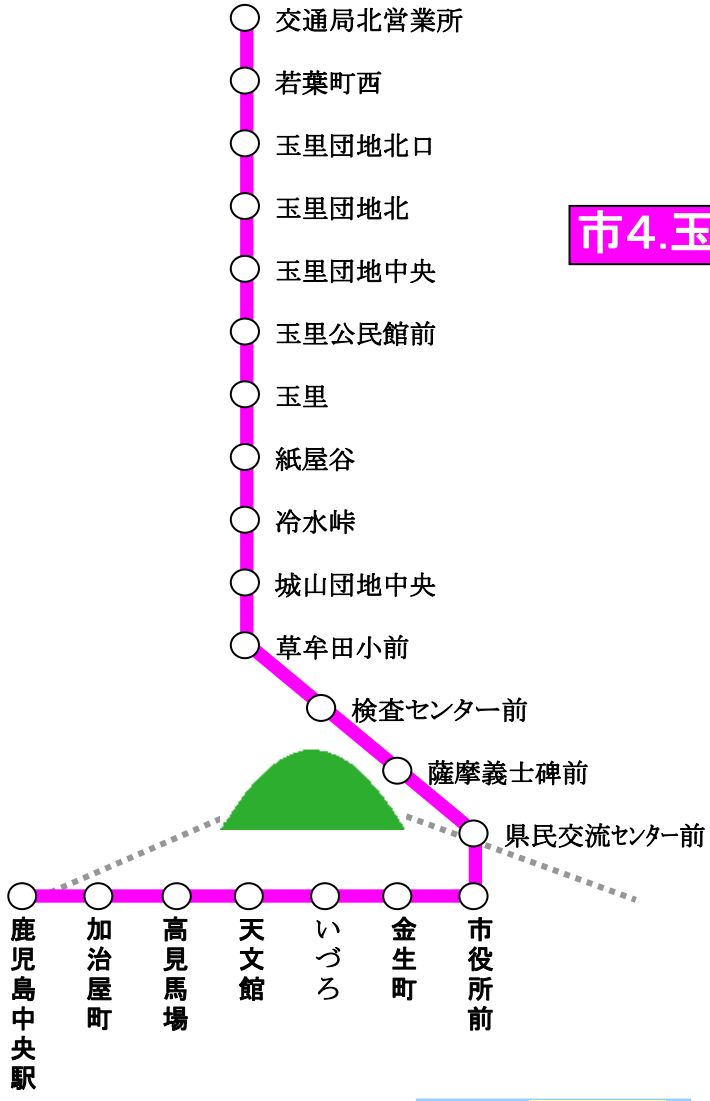 交通局北営業所
若葉町西
玉里団地北口
玉里団地北
市4.玉
玉里団地中央
玉里公民館前
玉里
紙屋谷
冷水峠
城山団地中央
草牟田小前
検査センター前
薩摩義士碑前
県民交流センター前
鹿児島中央駅
加治屋町
高見馬場
天文館
いづろ
金生町
市役所前